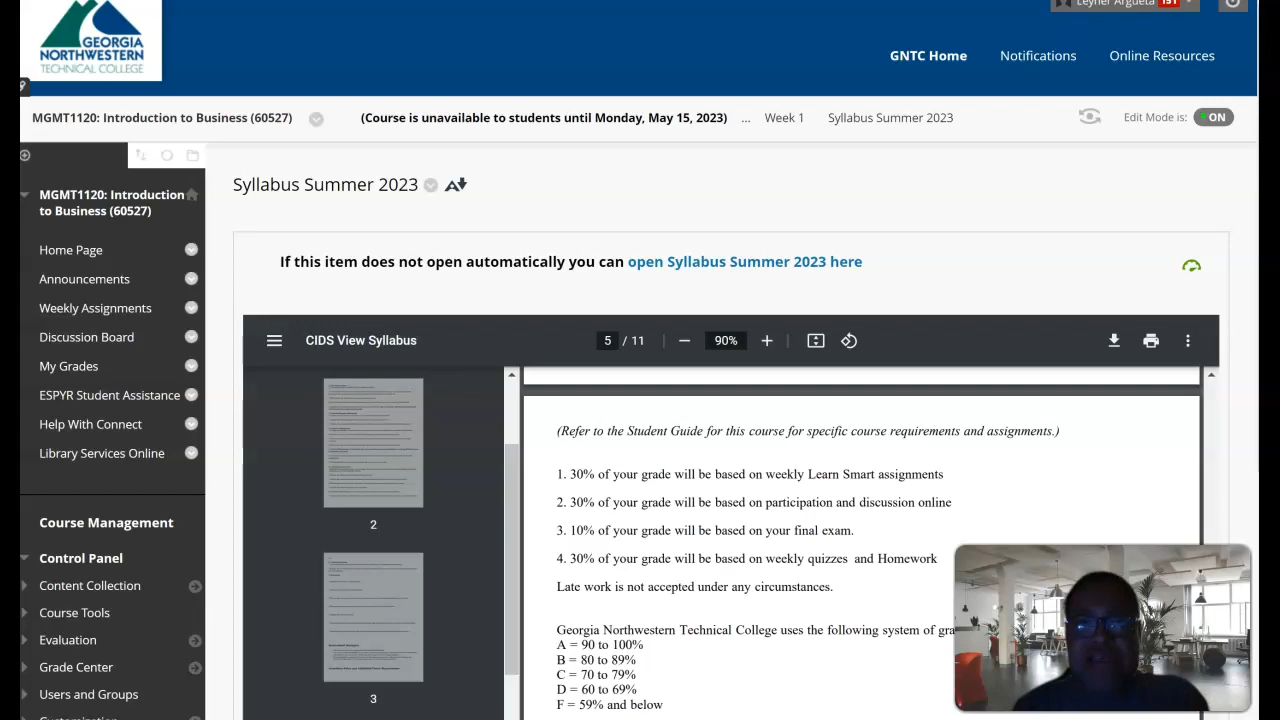 Leyner Argueta 151
GEORGIA
NORTHWESTERN
TECHNICAL COLLEGE
GNTC Home
Notifications
Online Resources
MGMT1120: Introduction to Business (60527)
(Course is unavailable to students until Monday, May 15, 2023)
...
Week 1
Syllabus Summer 2023
Edit Mode is:
ON
MGMT1120: Introduction
to Business (60527)
Home Page
Announcements
Weekly Assignments
Discussion Board
My Grades
ESPYR Student Assistance
Help With Connect
Library Services Online
Course Management
Control Panel
Content Collection
Course Tools
Evaluation
Grade Center
Users and Groups
Syllabus Summer 2023
If this item does not open automatically you can open Syllabus Summer 2023 here
CIDS View Syllabus
5 / 11
90%
2
3
(Refer to the Student Guide for this course for specific course requirements and assignments.)
1. 30% of your grade will be based on weekly Learn Smart assignments
2. 30% of your grade will be based on participation and discussion online
3. 10% of your grade will be based on your final exam.
4. 30% of your grade will be based on weekly quizzes and Homework
Late work is not accepted under any circumstances.
Georgia Northwestern Technical College uses the following system of gra
A = 90 to 100%
B = 80 to 89%
C = 70 to 79%
D = 60 to 69%
F = 59% and below